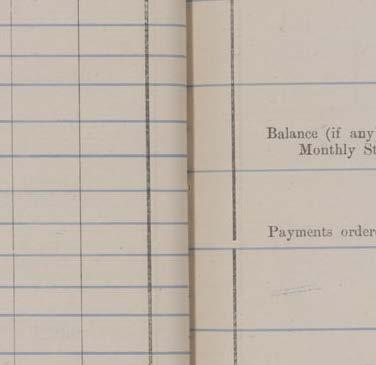 Balance (if any
Monthly St
Payments order